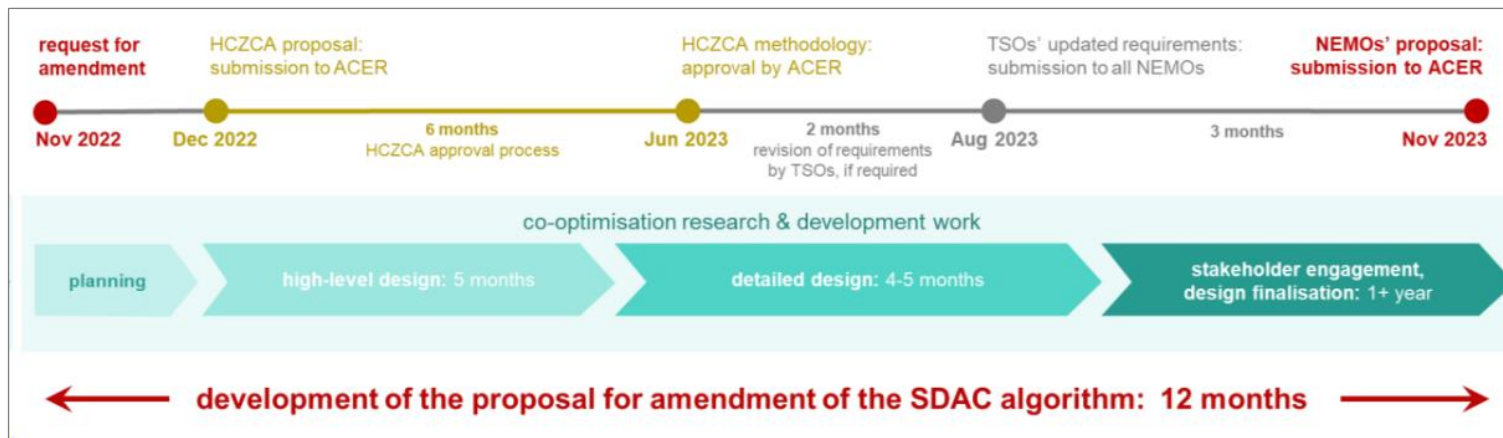 request for
amendment
HCZCA proposal:
submission to ACER
HCZCA methodology:
approval by ACER
TSOs' updated requirements:
submission to all NEMOs
NEMOs' proposal:
submission to ACER
Nov 2022
Dec 2022
6 months
HCZCA approval process
Jun 2023
2 months
revision of requirements
by TSOs, if required
Aug 2023
3 months
Nov 2023
co-optimisation research & development work
planning
high-level design: 5 months
detailed design: 4-5 months
stakeholder engagement,
design finalisation: 1+ year
development of the proposal for amendment of the SDAC algorithm: 12 months